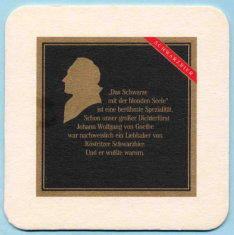 SCHWARZBIER
„Das Schwarze
mit der blonden Seele"
ist eine berühmte Spezialität.
Schon unser großer Dichterfürst
Johann Wolfgang von Goethe
war nachweislich ein Liebhaber von
Köstritzer Schwarzbier.
Und er wußte warum.